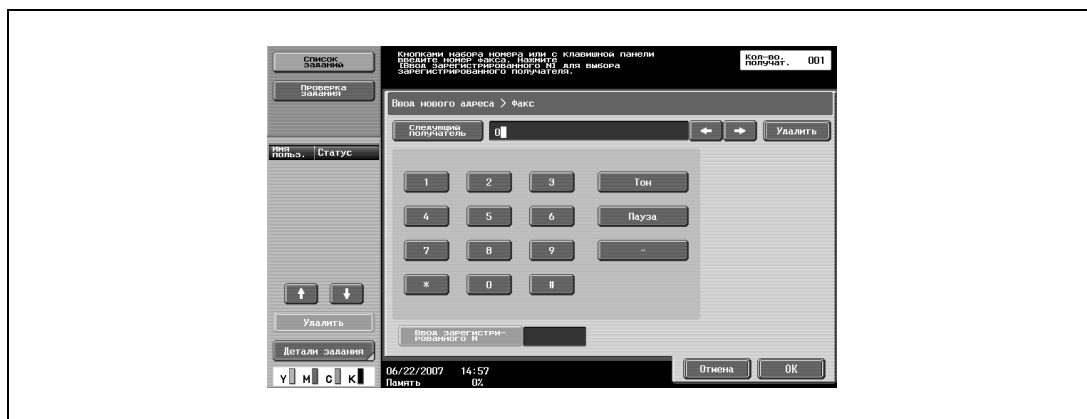 Список
заданий
Проверка
задания
Имя
польз.
Статус
Удалить
Детали задания
Y M C K
Кнопками набора номера или с клавишной панели
введите номер факса. Нажмите
[Ввод зарегистрированного N] для выбора
зарегистрированного получателя.
Кол-во.
получат.
001
Ввод нового адреса > Факс
Следующий
получатель
0
Удалить
1 2 3 Тон
4 5 6 Пауза
7 8 9 -
* 0 #
Ввод зарегистри-
рованного N
06/22/2007 14:57
Память 0%
Отмена
OK